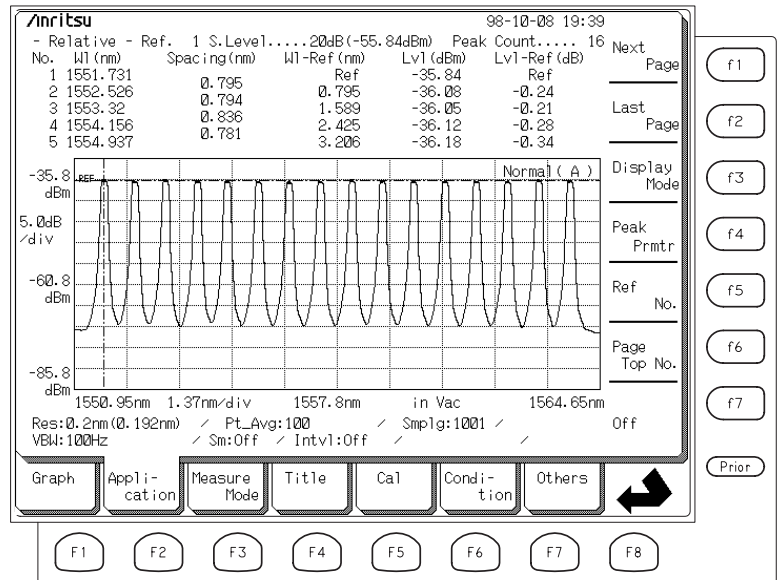 Anritsu 98-10-08 19:39
- Relative - Ref. 1 S.Level.....20dB(-55.84dBm) Peak Count..... 16
No. Wl(nm) Spacing(nm) Wl-Ref(nm) Lvl(dBm) Lvl-Ref(dB)
1 1551.731 Ref -35.84 Ref
0.795
2 1552.526 0.795 -36.08 -0.24
0.794
3 1553.32 1.589 -36.05 -0.21
0.836
4 1554.156 2.425 -36.12 -0.28
0.781
5 1554.937 3.206 -36.18 -0.34
Normal( A )
-35.8
dBm
REF
5.0dB
/div
-60.8
dBm
-85.8
dBm
1550.95nm 1.37nm/div 1557.8nm in Vac 1564.65nm
Res:0.2nm(0.192nm) / Pt_Avg:100 / Smplg:1001 /
VBW:100Hz / Sm:Off / Intvl:Off / /
Next
Page
Last
Page
Display
Mode
Peak
Prmtr
Ref
No.
Page
Top No.
Off
f1
f2
f3
f4
f5
f6
f7
Prior
Graph
Appli-
cation
Measure
Mode
Title
Cal
Condi-
tion
Others
F1 F2 F3 F4 F5 F6 F7 F8